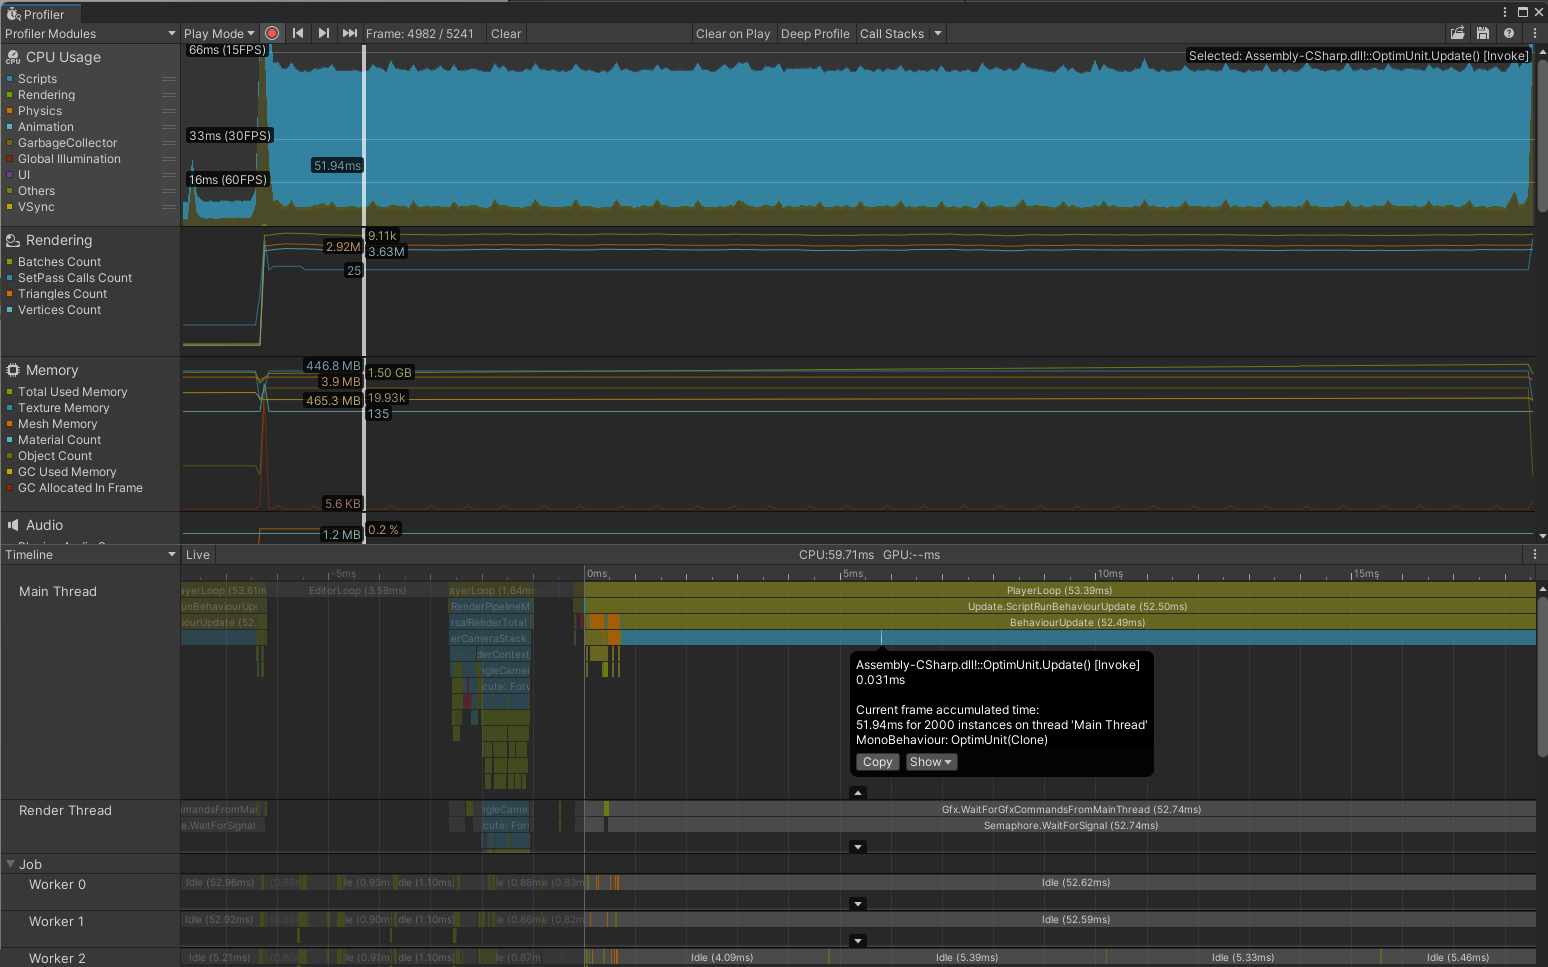 Profiler
Profiler Modules
Play Mode
Frame: 4982 / 5241
Clear
Clear on Play
Deep Profile
Call Stacks
CPU Usage
Scripts
Rendering
Physics
Animation
GarbageCollector
Global Illumination
UI
Others
VSync
66ms (15FPS)
33ms (30FPS)
16ms (60FPS)
51.94ms
Selected: Assembly-CSharp.dll!::OptimUnit.Update() [Invoke]
Rendering
Batches Count
SetPass Calls Count
Triangles Count
Vertices Count
9.11k
2.92M
3.63M
25
Memory
Total Used Memory
Texture Memory
Mesh Memory
Material Count
Object Count
GC Used Memory
GC Allocated In Frame
446.8 MB
1.50 GB
3.9 MB
465.3 MB
19.93k
135
5.6 KB
Audio
1.2 MB
0.2 %
Timeline
Live
CPU:59.71ms GPU:--ms
-5ms
0ms
5ms
10ms
15ms
Main Thread
ayerLoop (53.61m
EditorLoop (3.58ms)
ayerLoop (1.64m
PlayerLoop (53.39ms)
unBehaviourUp
RenderPipelineM
Update.ScriptRunBehaviourUpdate (52.50ms)
iourUpdate (52.
rsalRenderTotal
BehaviourUpdate (52.49ms)
erCameraStack
derContext
ngleCamer
cute: Forw
Assembly-CSharp.dll!::OptimUnit.Update() [Invoke]
0.031ms
Current frame accumulated time:
51.94ms for 2000 instances on thread 'Main Thread'
MonoBehaviour: OptimUnit(Clone)
Copy
Show
Render Thread
mmandsFromMai
ngleCame
Gfx.WaitForGfxCommandsFromMainThread (52.74ms)
e.WaitForSignal
cute: Forw
Semaphore.WaitForSignal (52.74ms)
Job
Worker 0
Idle (52.96ms)
le (0.93m
dle (1.10ms)
le (0.88m
e (0.83m
Idle (52.62ms)
Worker 1
Idle (52.92ms)
le (0.90m
dle (1.10ms)
le (0.86m
e (0.82m
Idle (52.59ms)
Worker 2
Idle (5.21ms)
le (0.91m
dle (1.10ms)
le (0.87m
Idle (4.09ms)
Idle (5.39ms)
Idle (5.33ms)
Idle (5.46ms)